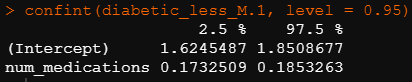 > confint(diabetic_less_M.1, level = 0.95)
2.5 % 97.5 %
(Intercept) 1.6245487 1.8508677
num_medications 0.1732509 0.1853263